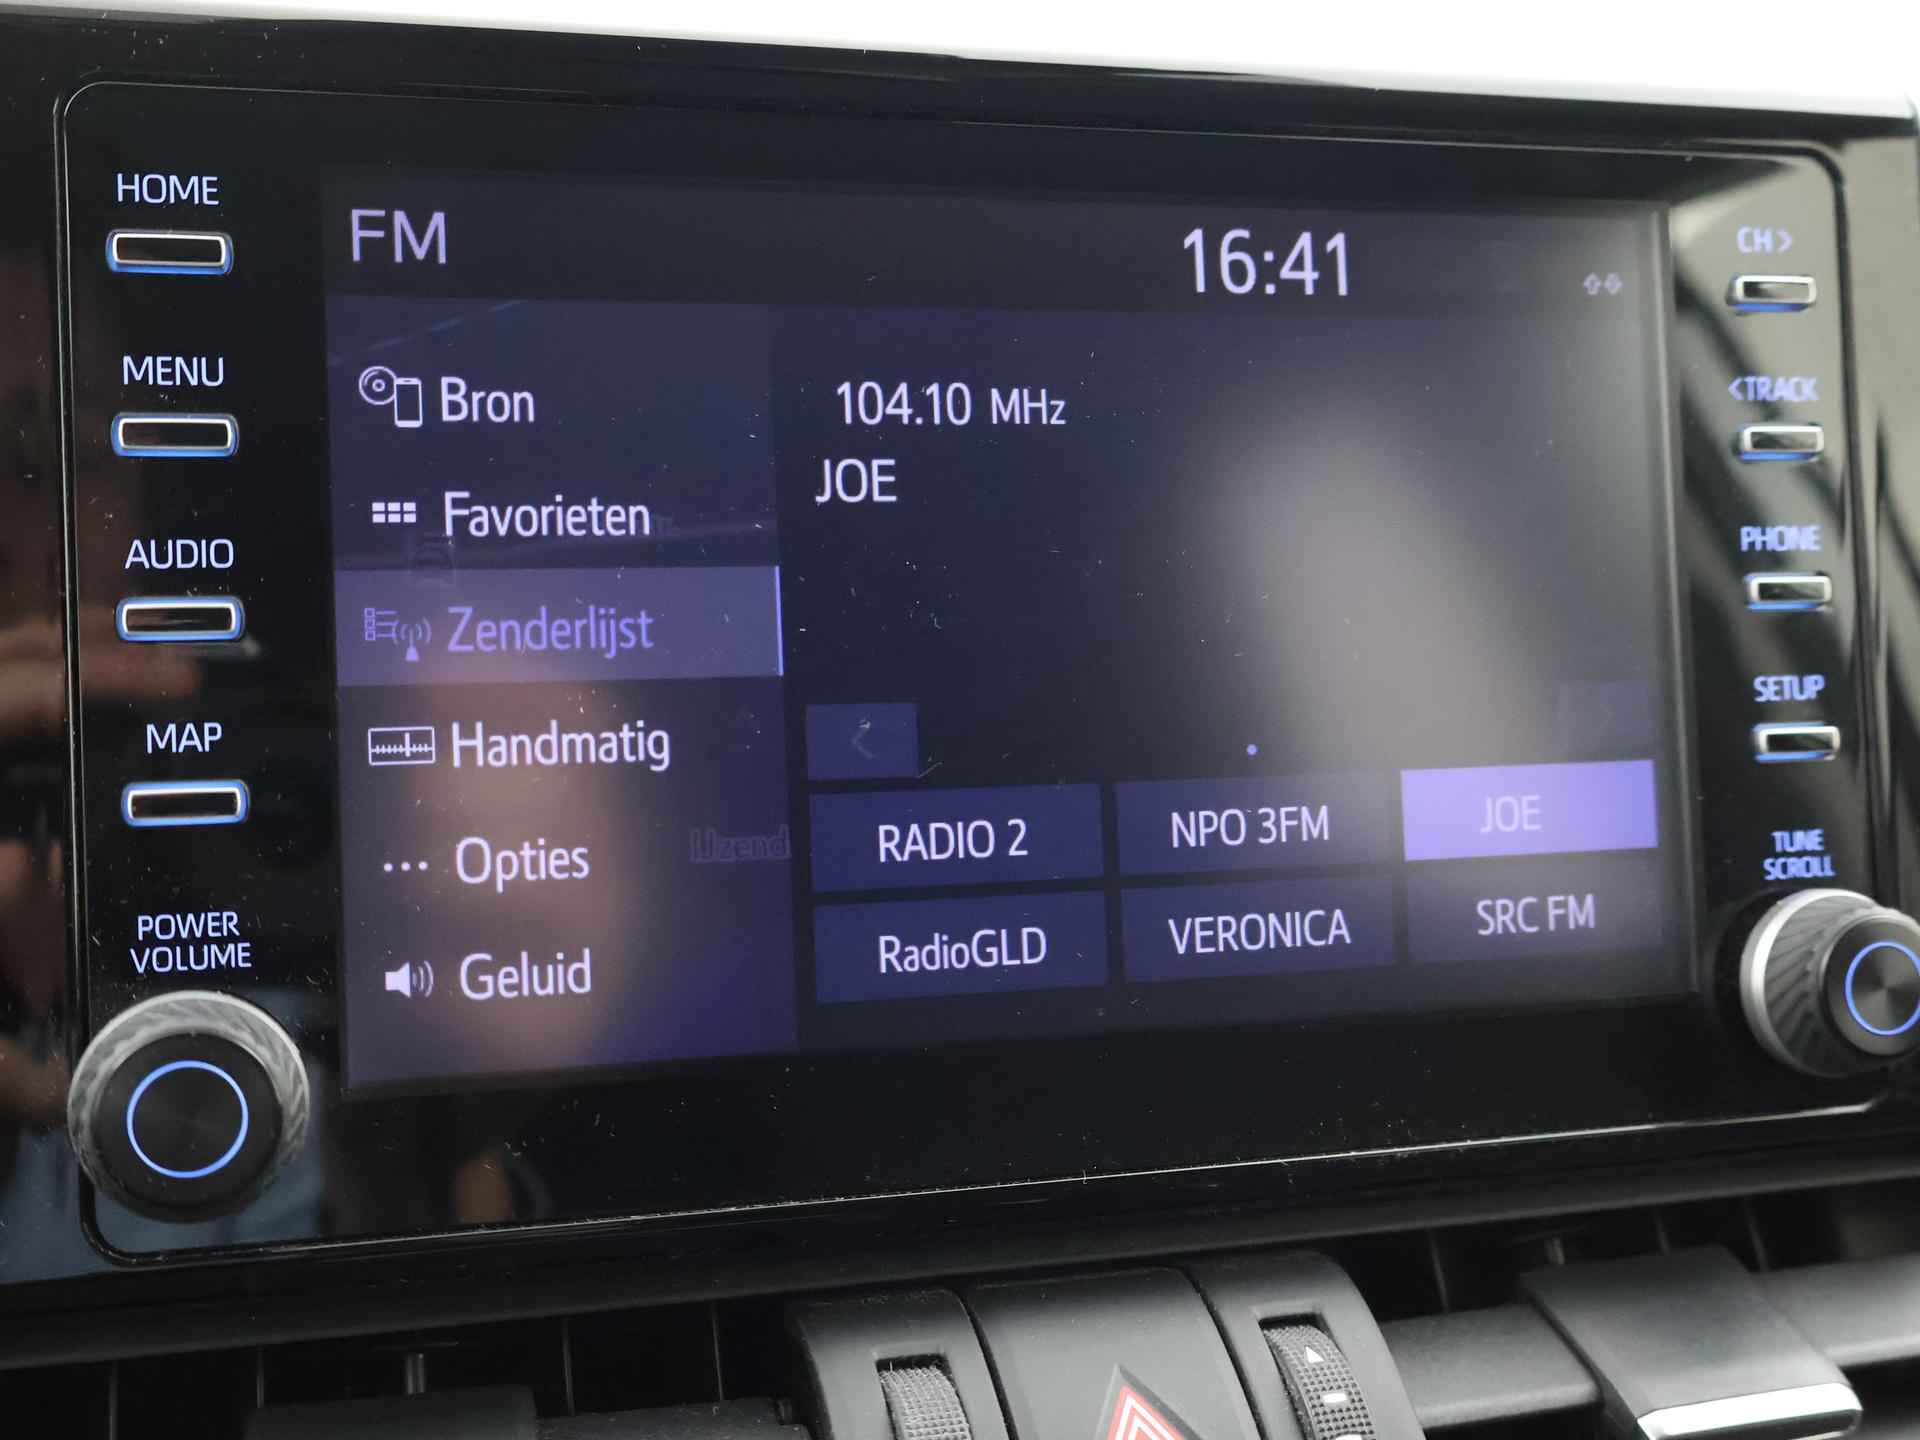 HOME
MENU
AUDIO
MAP
POWER
VOLUME
FM
16:41
Bron
Favorieten
Zenderlijst
Handmatig
Opties
Geluid
104.10 MHz
JOE
RADIO 2
NPO 3FM
JOE
RadioGLD
VERONICA
SRC FM
CH>
<TRACK
PHONE
SETUP
TUNE
SCROLL